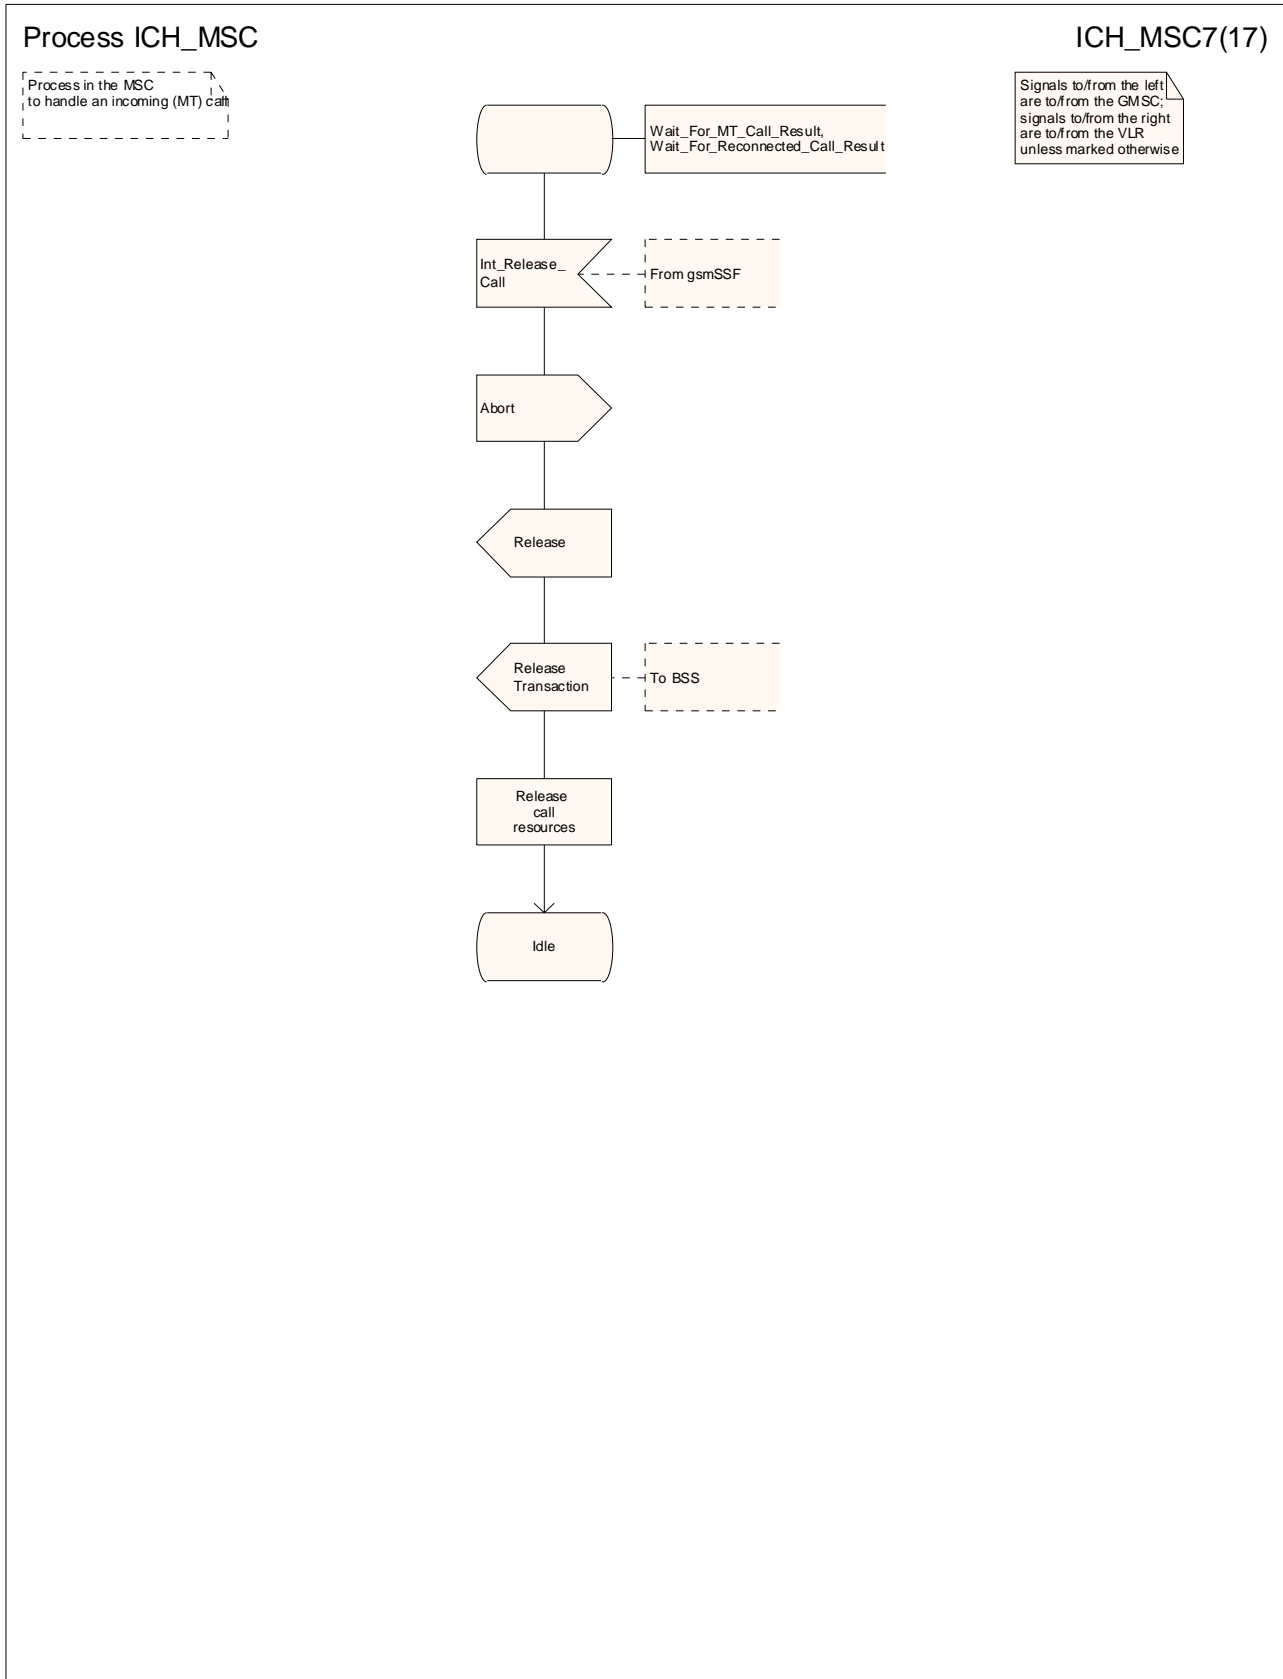 Process ICH_MSC
ICH_MSC7(17)
Process in the MSC
to handle an incoming (MT) call
Signals to/from the left
are to/from the GMSC;
signals to/from the right
are to/from the VLR
unless marked otherwise
Wait_For_MT_Call_Result,
Wait_For_Reconnected_Call_Result
Int_Release_
Call
From gsmSSF
Abort
Release
Release
Transaction
To BSS
Release
call
resources
Idle